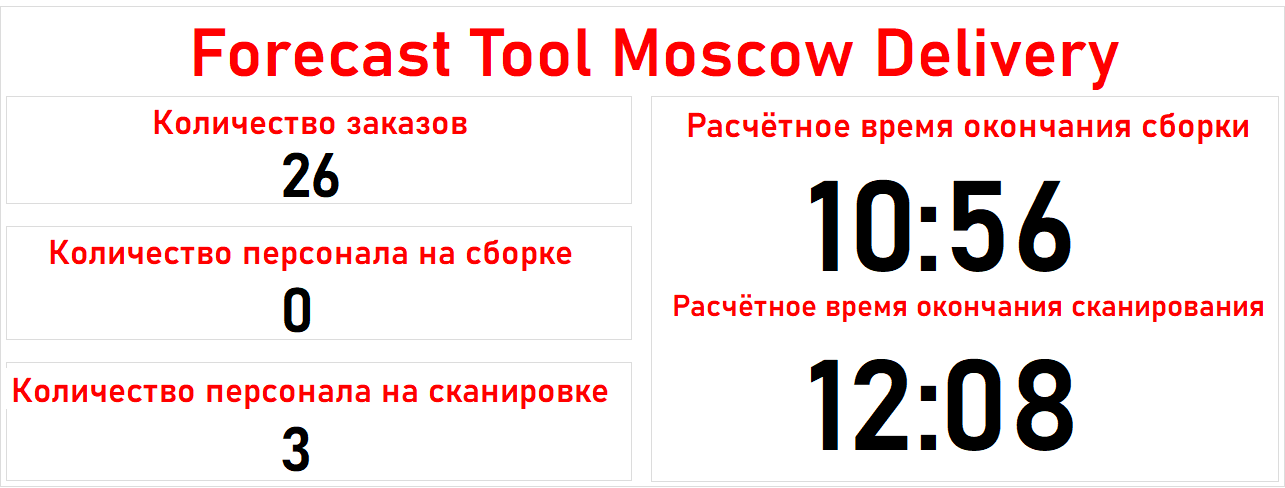 Forecast Tool Moscow Delivery
Количество заказов
26
Количество персонала на сборке
0
Количество персонала на сканировке
3
Расчётное время окончания сборки
10:56
Расчётное время окончания сканирования
12:08